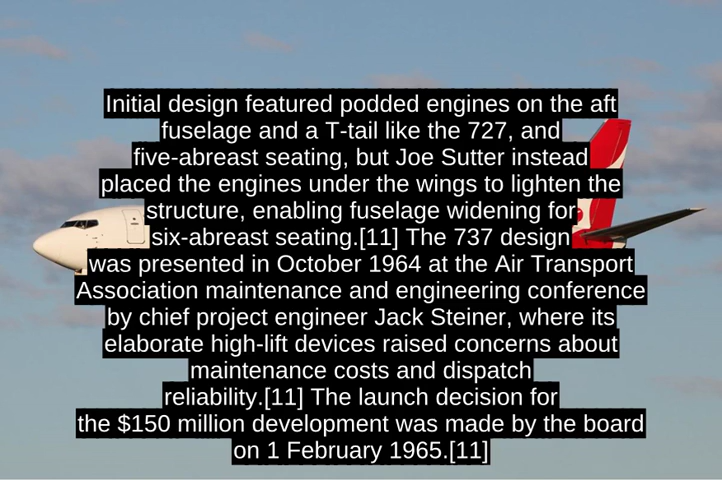 Initial design featured podded engines on the aft
fuselage and a T-tail like the 727, and
five-abreast seating, but Joe Sutter instead
placed the engines under the wings to lighten the
structure, enabling fuselage widening for
six-abreast seating.[11] The 737 design
was presented in October 1964 at the Air Transport
Association maintenance and engineering conference
by chief project engineer Jack Steiner, where its
elaborate high-lift devices raised concerns about
maintenance costs and dispatch
reliability.[11] The launch decision for
the $150 million development was made by the board
on 1 February 1965.[11]